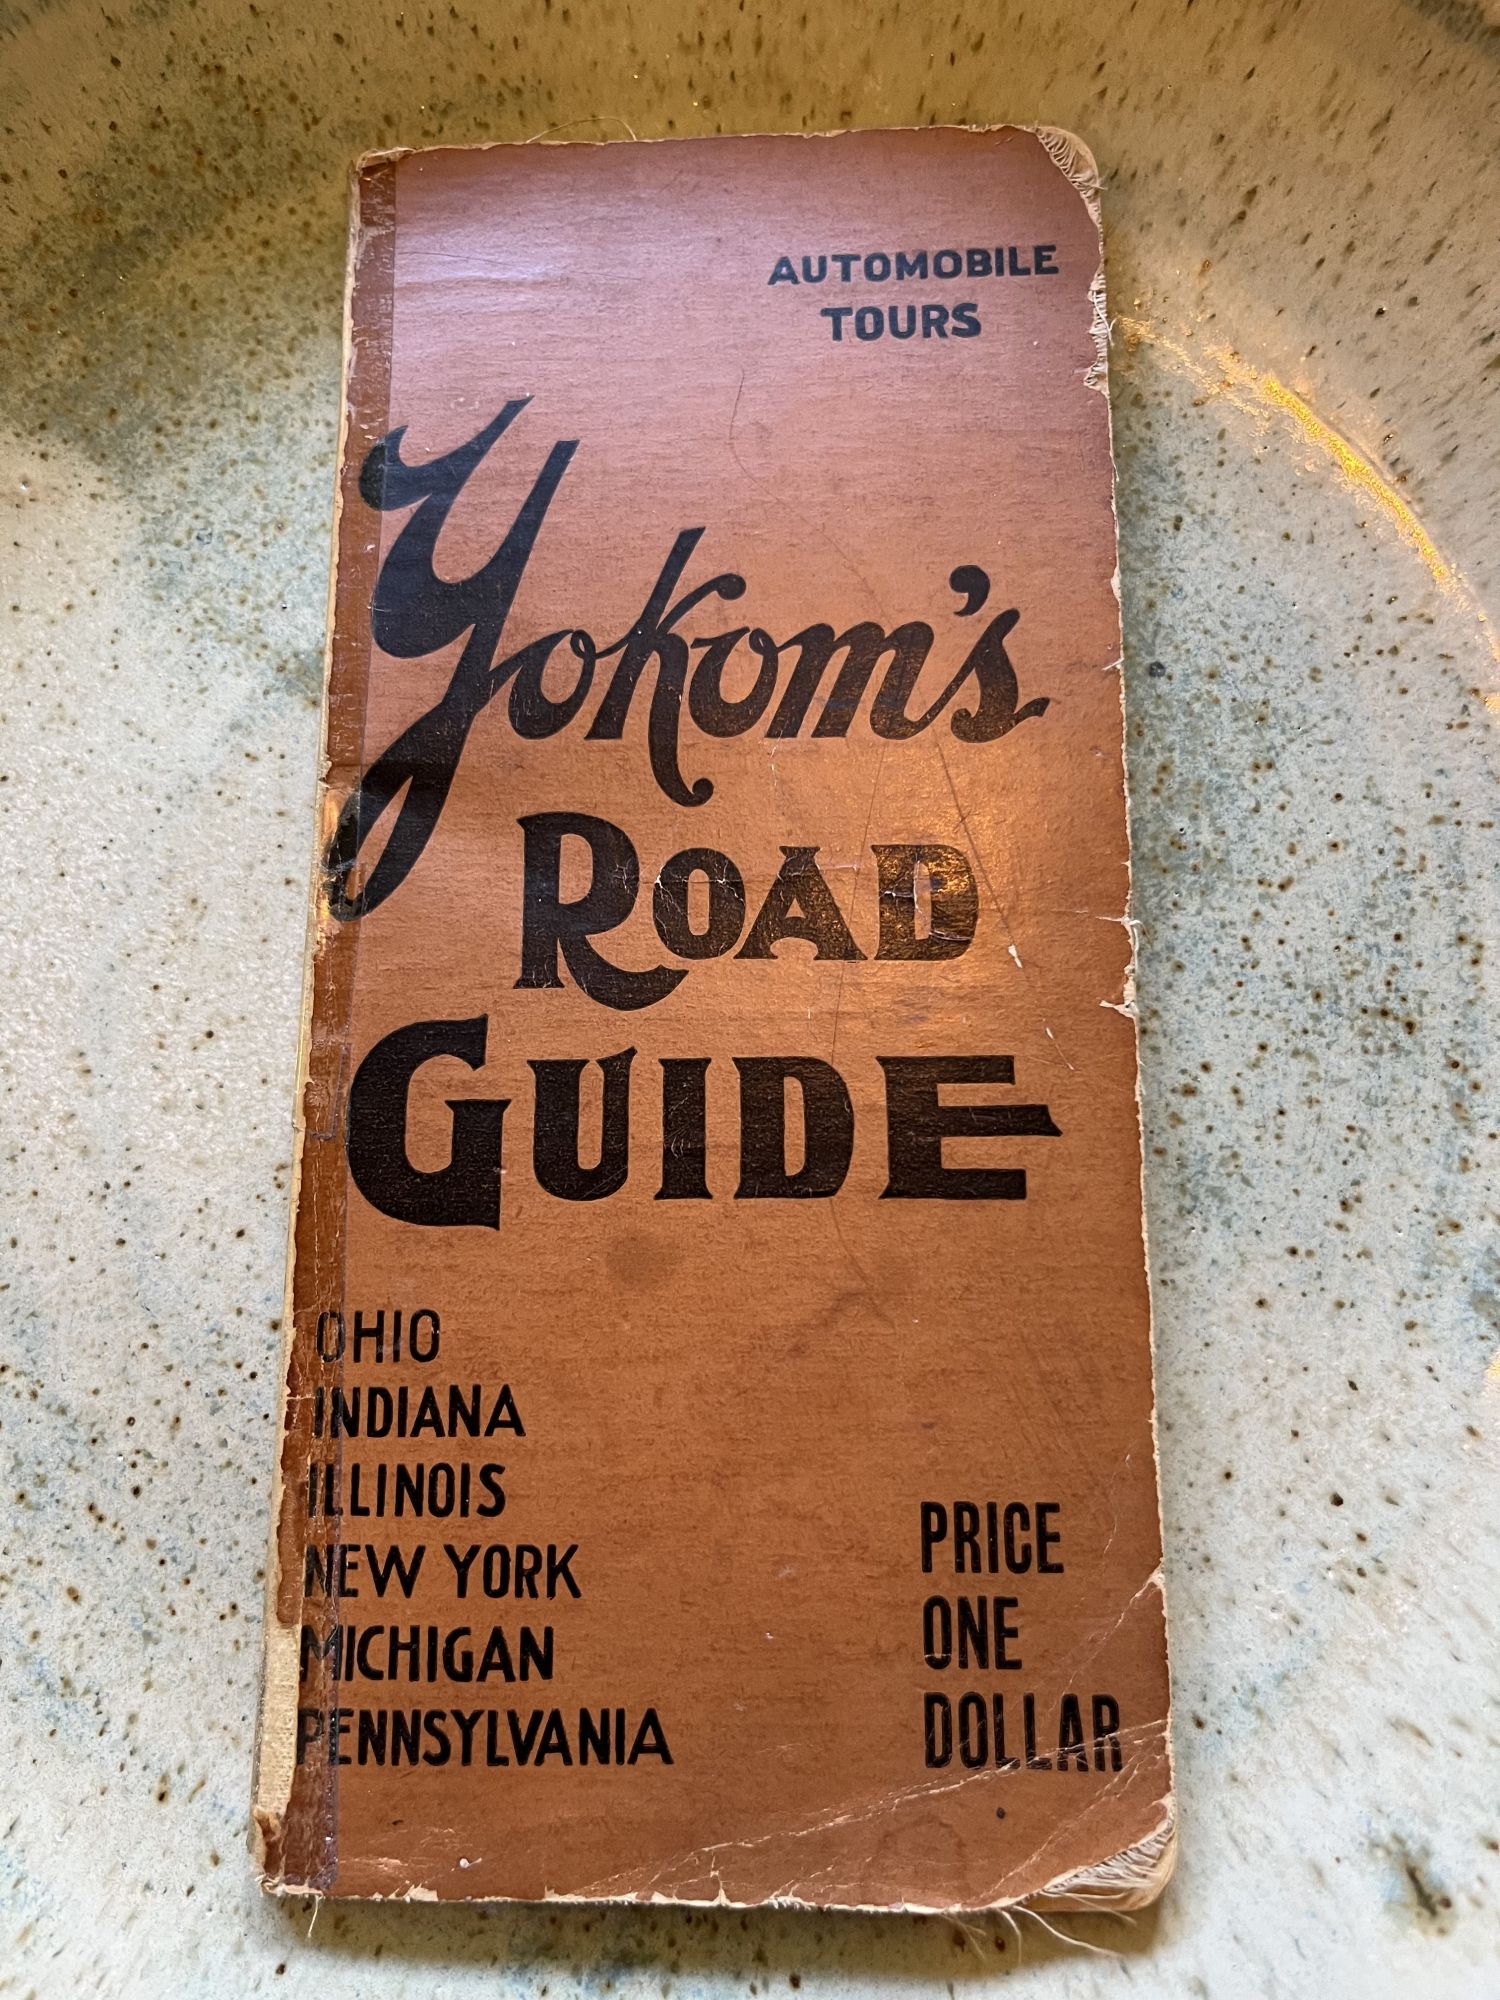 AUTOMOBILE
TOURS
Yokom's
ROAD
GUIDE
OHIO
INDIANA
ILLINOIS
NEW YORK
MICHIGAN
PENNSYLVANIA
PRICE
ONE
DOLLAR